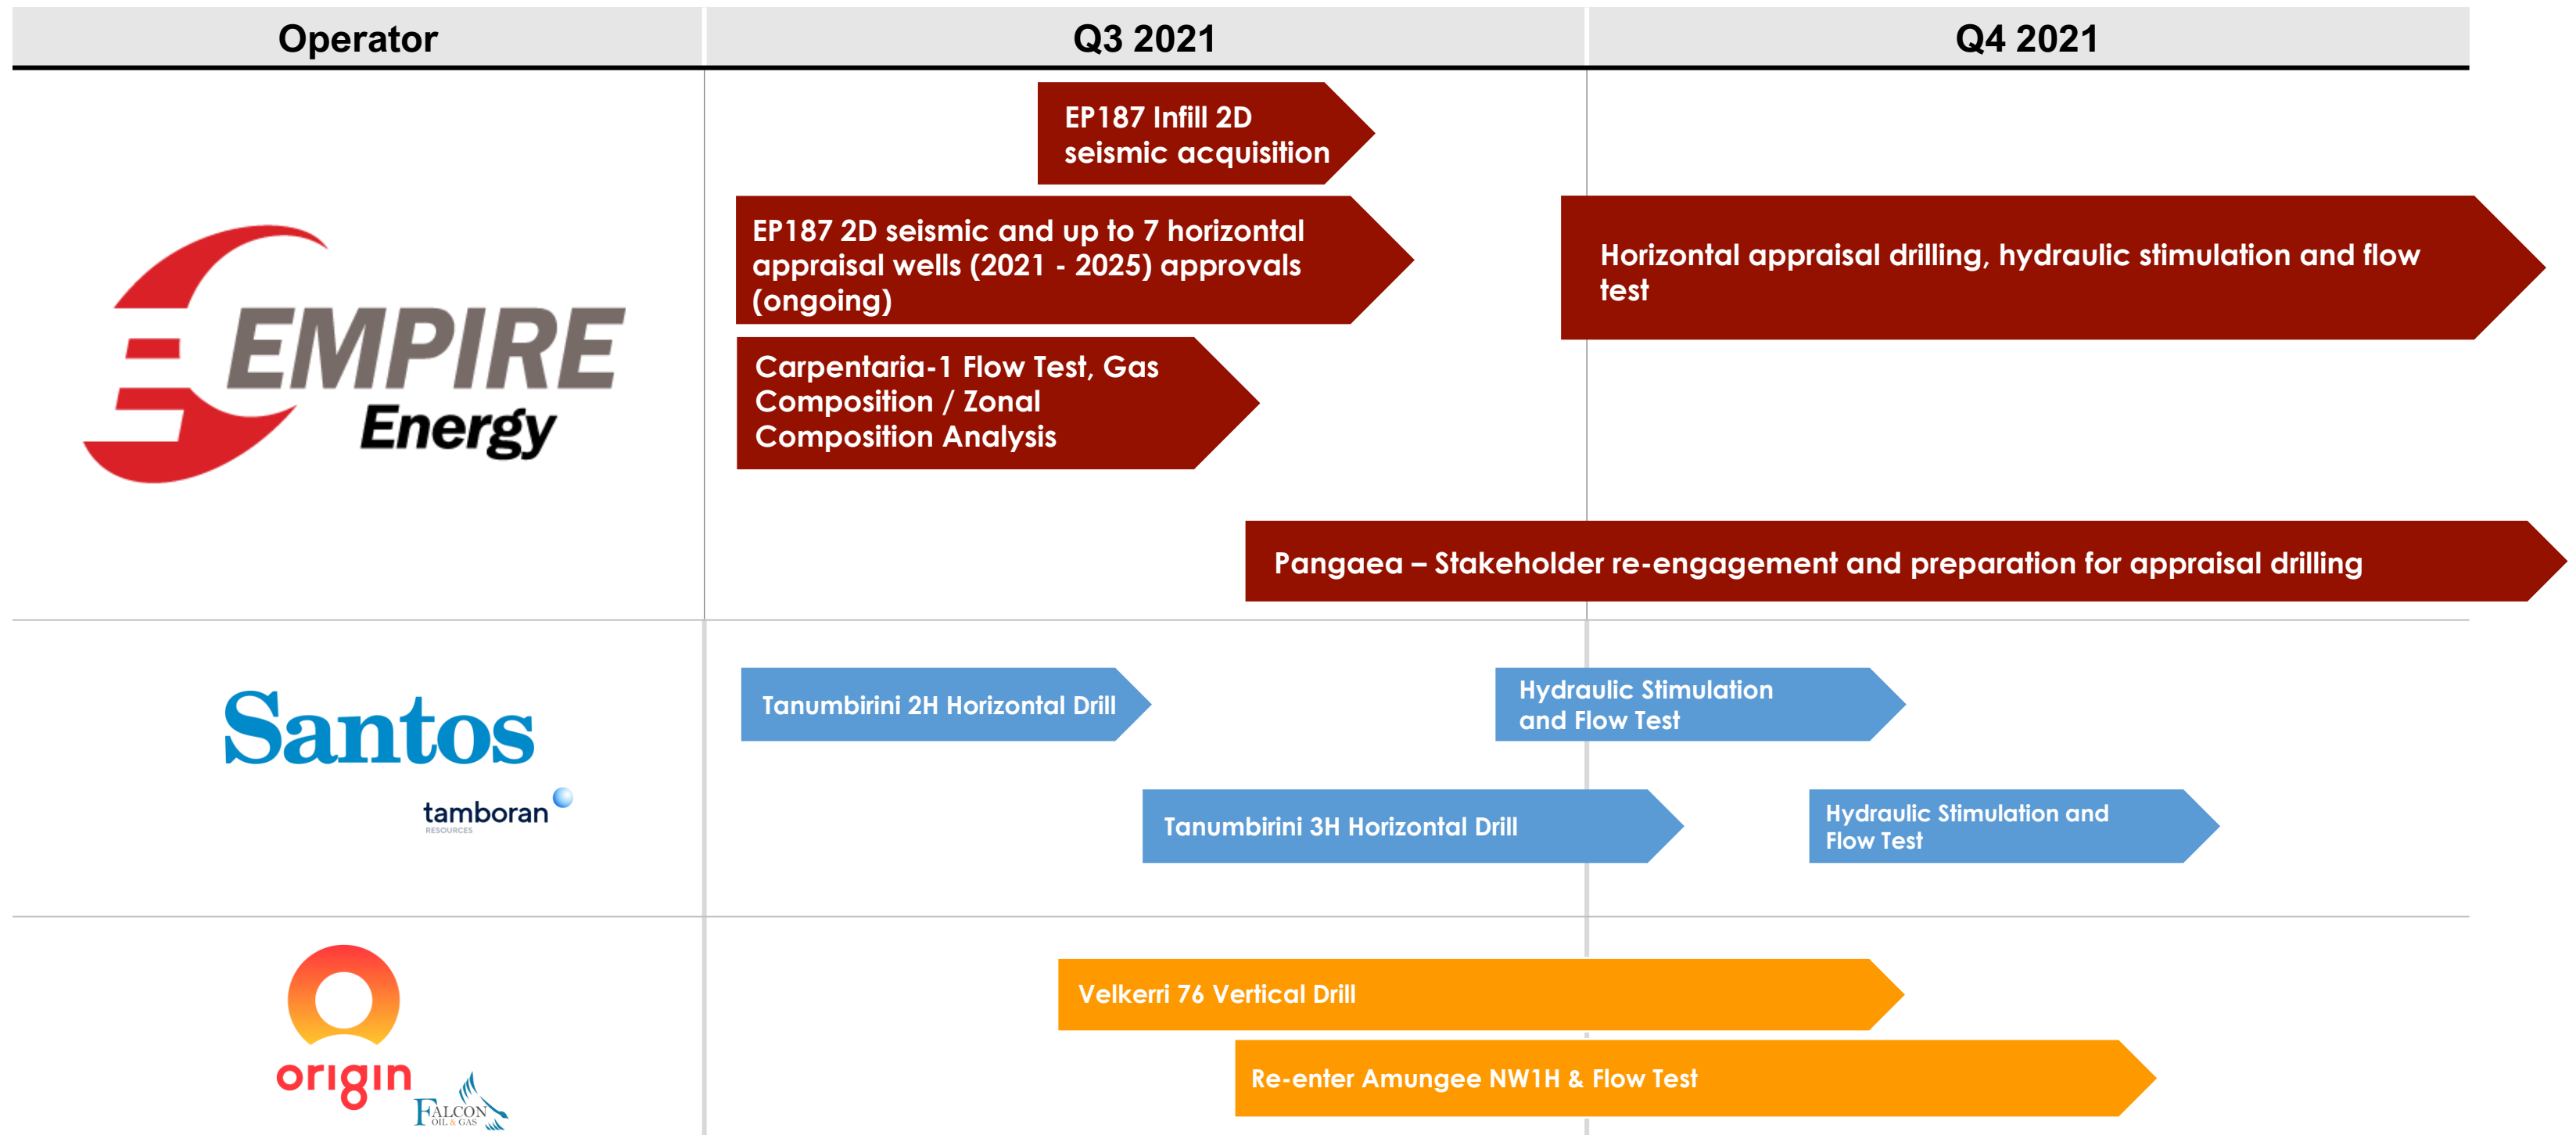 Operator
Q3 2021
Q4 2021
EP187 Infill 2D
seismic acquisition
EP187 2D seismic and up to 7 horizontal
appraisal wells (2021 - 2025) approvals
(ongoing)
Horizontal appraisal drilling, hydraulic stimulation and flow
test
EMPIRE
Energy
Carpentaria-1 Flow Test, Gas
Composition / Zonal
Composition Analysis
Pangaea – Stakeholder re-engagement and preparation for appraisal drilling
Santos
tamboran
RESOURCES
Tanumbirini 2H Horizontal Drill
Hydraulic Stimulation
and Flow Test
Tanumbirini 3H Horizontal Drill
Hydraulic Stimulation and
Flow Test
origin
FALCON
OIL & GAS
Velkerri 76 Vertical Drill
Re-enter Amungee NW1H & Flow Test